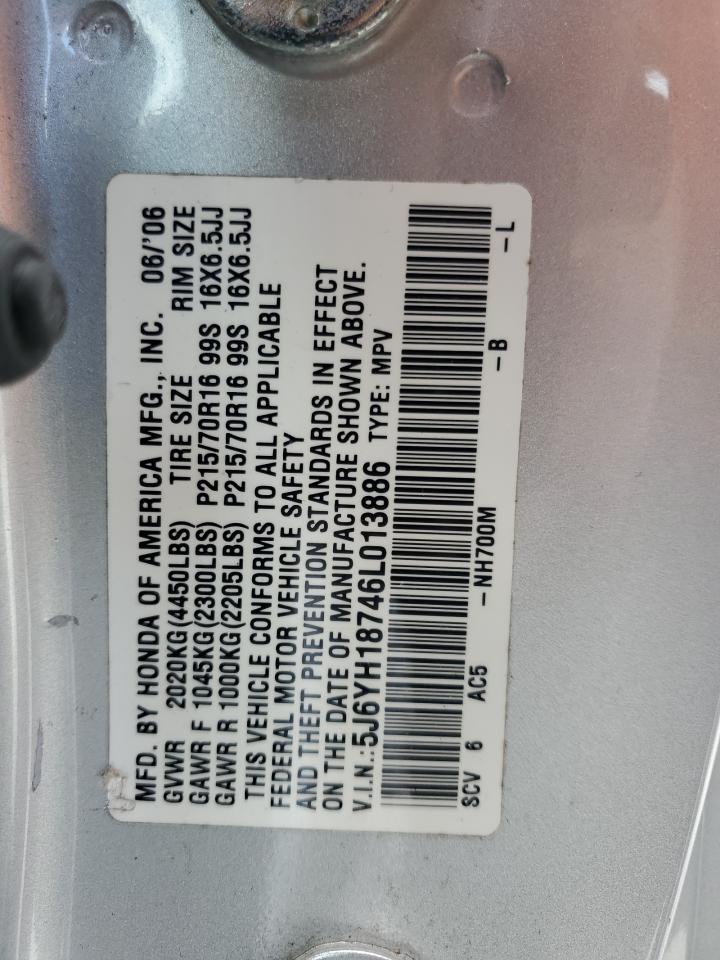 MFD. BY HONDA OF AMERICA MFG., INC. 06/'06
GVWR 2020KG(4450LBS) TIRE SIZE RIM SIZE
GAWR F 1045KG(2300LBS) P215/70R16 99S 16X6.5JJ
GAWR R 1000KG(2205LBS) P215/70R16 99S 16X6.5JJ
THIS VEHICLE CONFORMS TO ALL APPLICABLE
FEDERAL MOTOR VEHICLE SAFETY
AND THEFT PREVENTION STANDARDS IN EFFECT
ON THE DATE OF MANUFACTURE SHOWN ABOVE.
V.I.N.:5J6YH18746L013886 TYPE: MPV
SCV 6 AC5 -NH700M -B -L